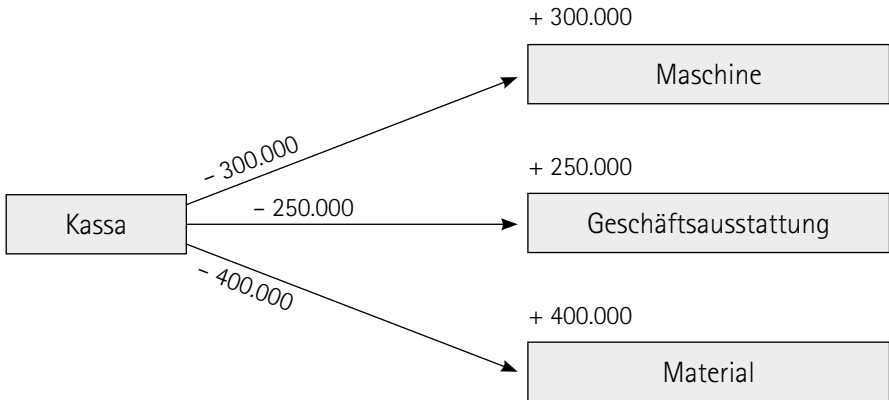 + 300.000
Maschine
– 300.000
+ 250.000
– 250.000
Kassa
Geschäftsausstattung
– 400.000
+ 400.000
Material